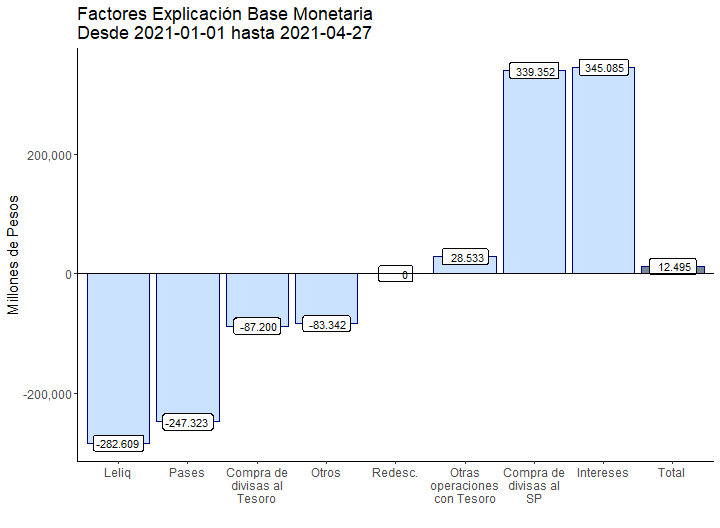 Factores Explicación Base Monetaria
Desde 2021-01-01 hasta 2021-04-27
Millones de Pesos
200,000
0
-200,000
-282.609
-247.323
-87.200
-83.342
0
28.533
339.352
345.085
12.495
Leliq
Pases
Compra de
divisas al
Tesoro
Otros
Redesc.
Otras
operaciones
con Tesoro
Compra de
divisas al
SP
Intereses
Total